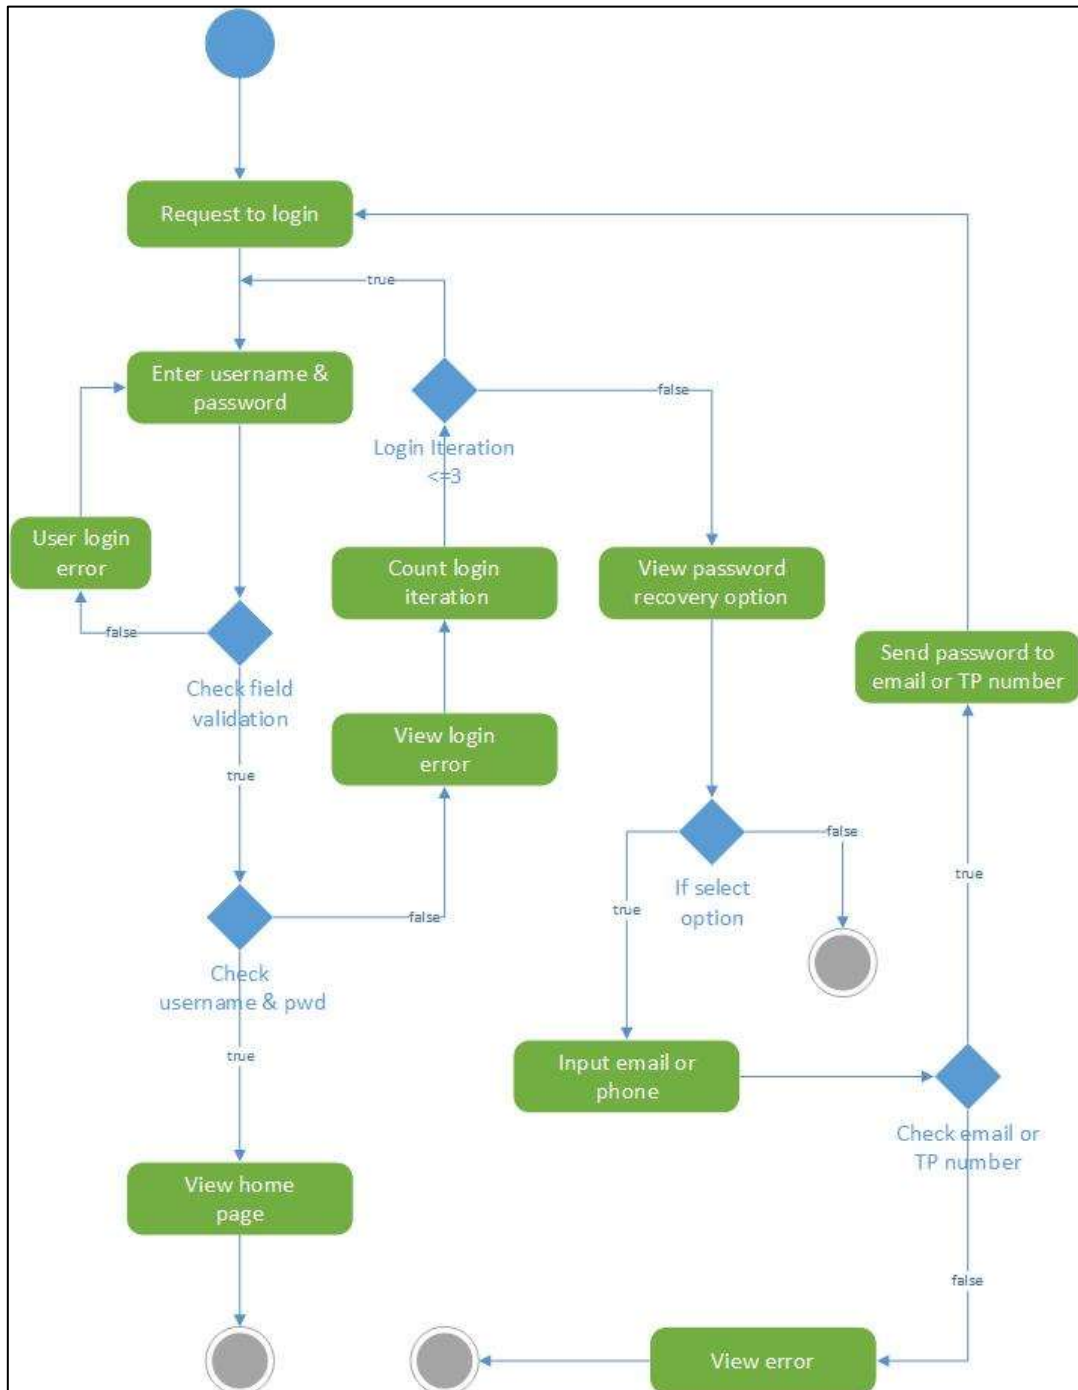 Request to login
true
Enter username &
password
false
Login Iteration
<=3
User login
error
Count login
iteration
View password
recovery option
false
Send password to
email or TP number
Check field
validation
View login
error
true
false
true
If select
option
true
false
Check
username & pwd
true
Input email or
phone
Check email or
TP number
View home
page
false
View error